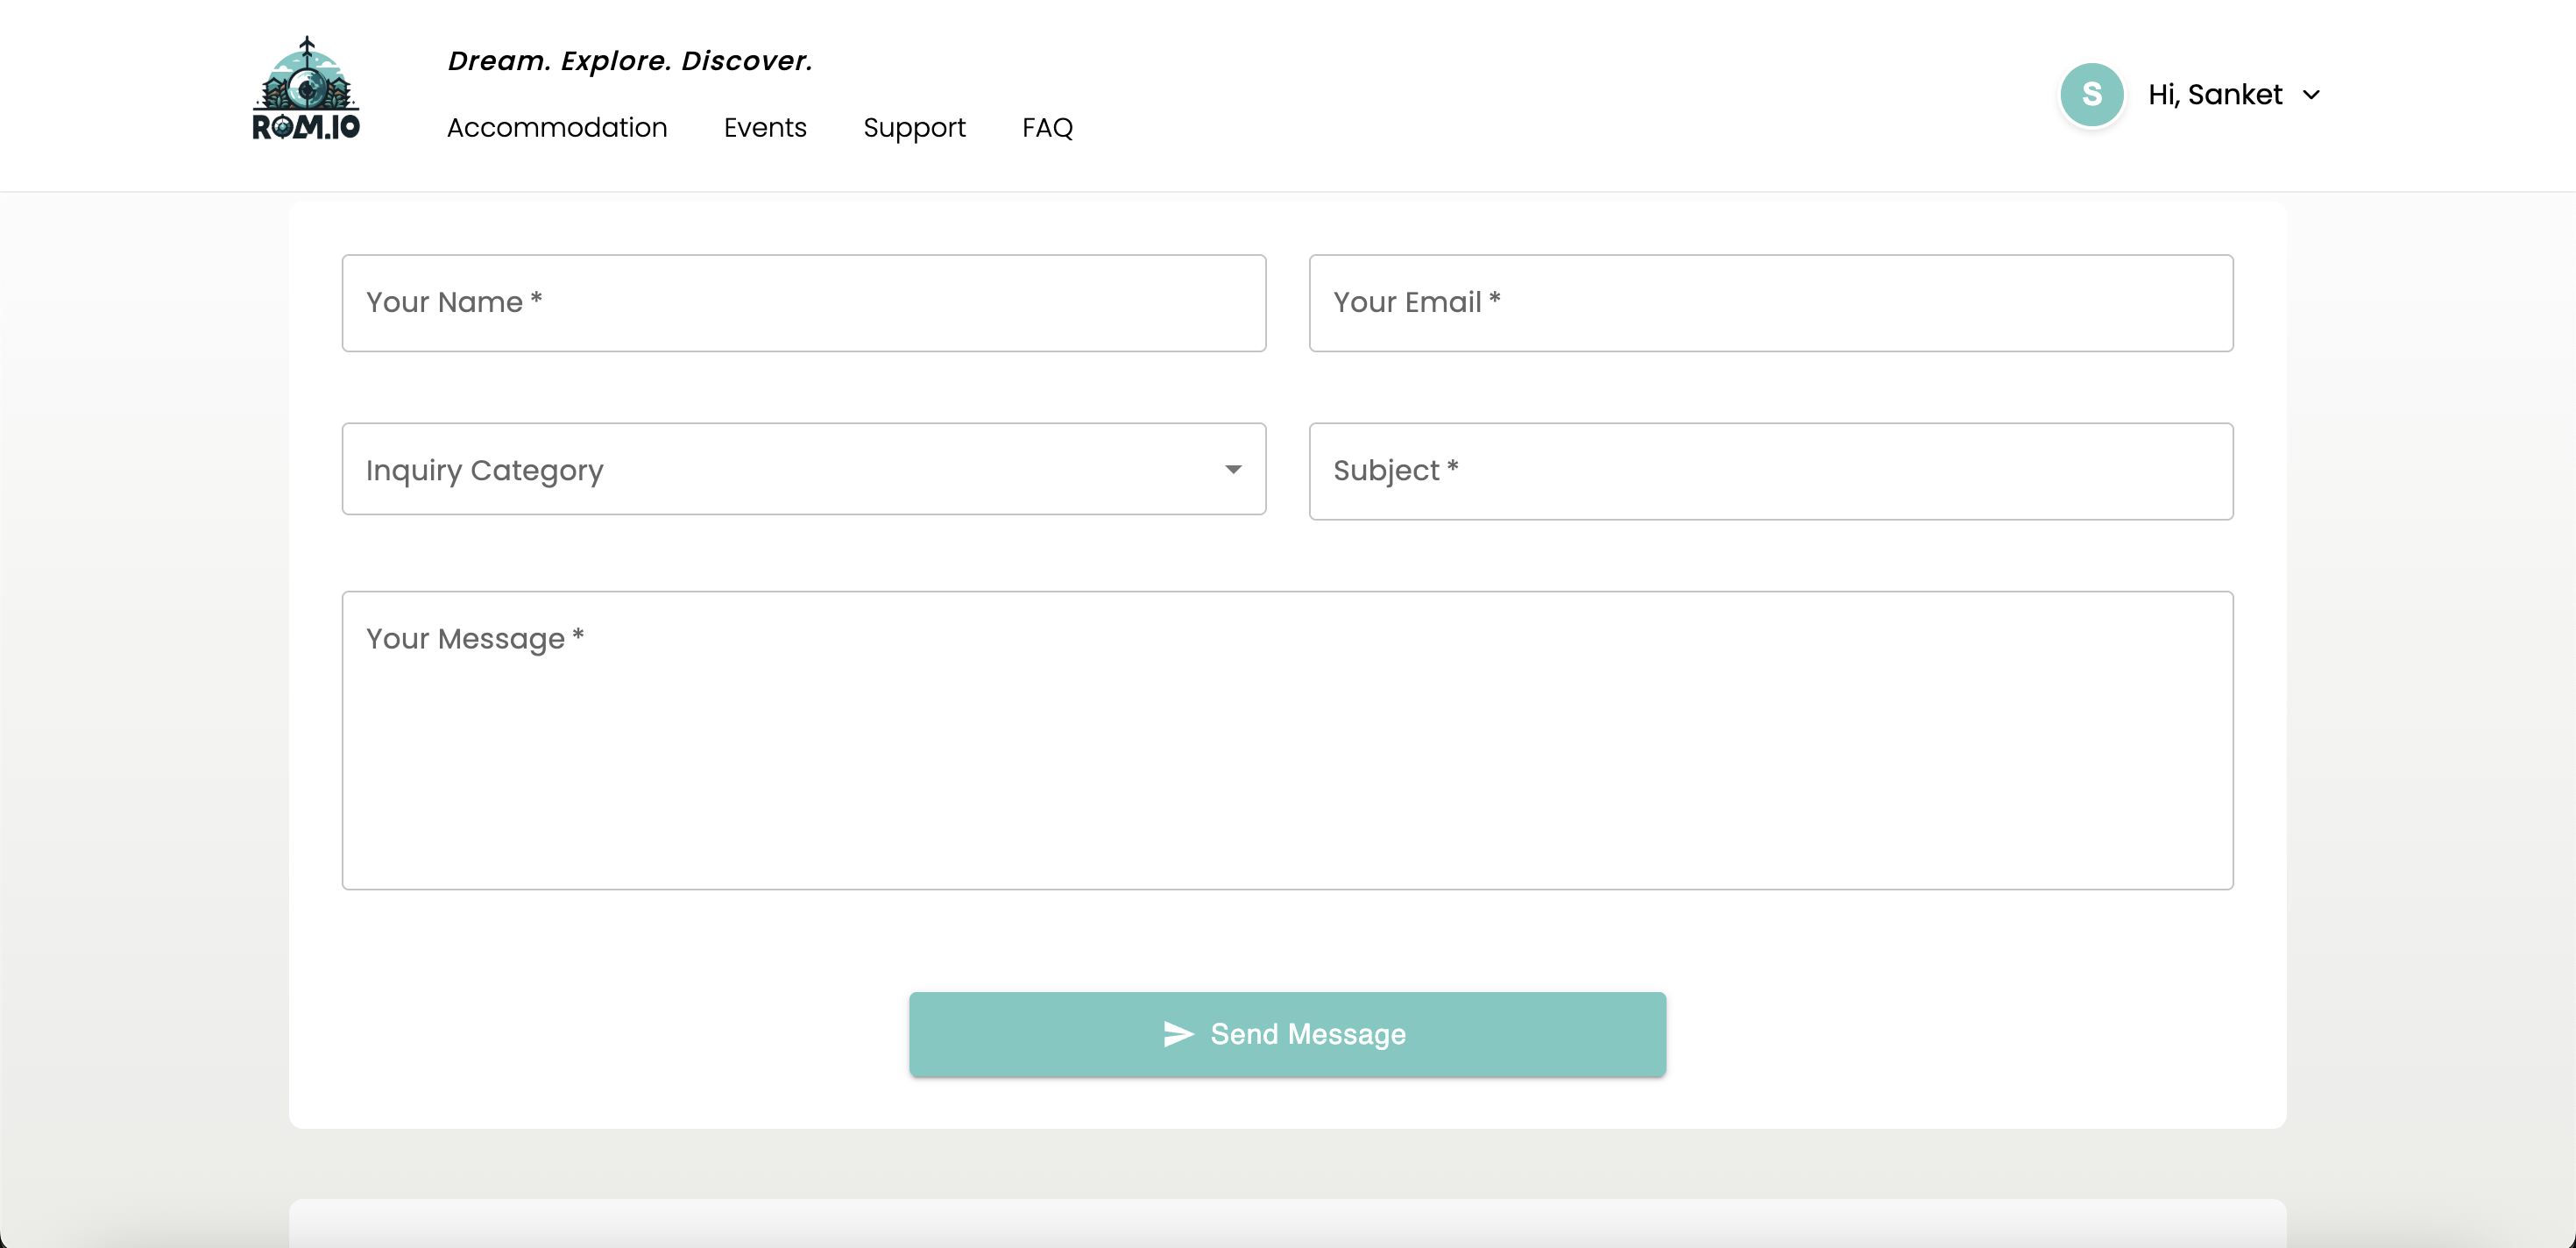 Dream. Explore. Discover.
ROM.IO
Accommodation Events Support FAQ
S Hi, Sanket
Your Name *
Your Email *
Inquiry Category
Subject *
Your Message *
Send Message